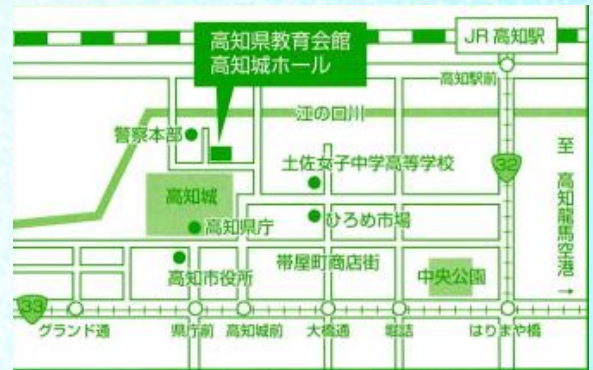 高知県教育会館
高知城ホール
JR 高知駅
高知駅前
江の口川
警察本部
土佐女子中学高等学校
32
至 高知龍馬空港→
高知城
高知県庁
ひろめ市場
高知市役所
帯屋町商店街
中央公園
33
グランド通
県庁前
高知城前
大橋通
堀詰
はりまや橋